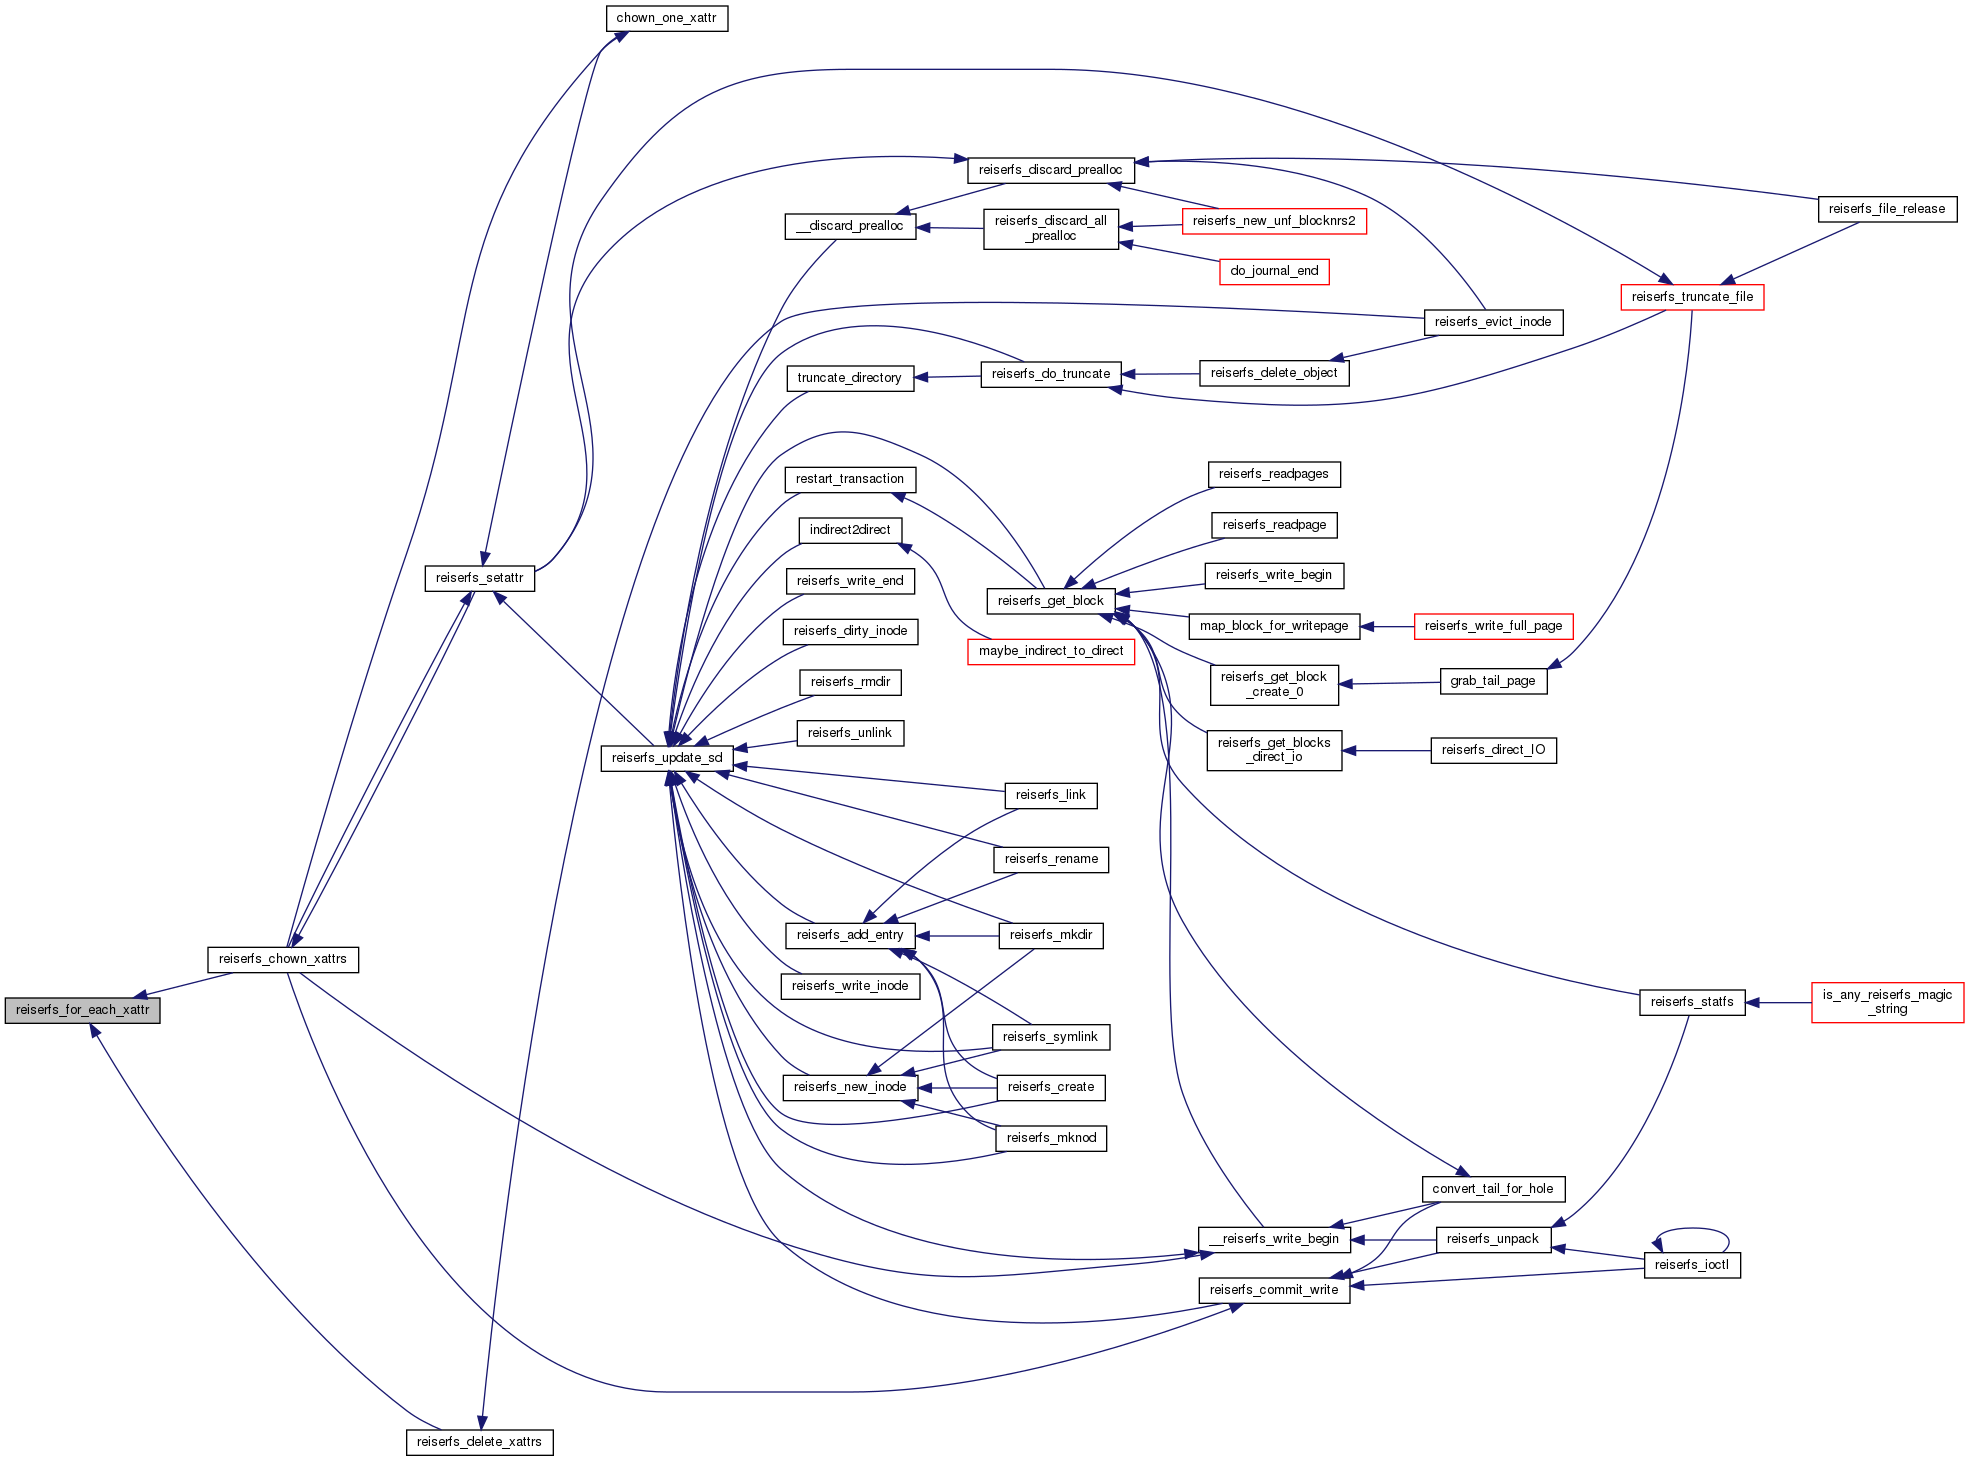 chown_one_xattr
reiserfs_discard_prealloc
reiserfs_file_release
__discard_prealloc
reiserfs_discard_all
_prealloc
reiserfs_new_unf_blocknrs2
do_journal_end
reiserfs_truncate_file
reiserfs_evict_inode
truncate_directory
reiserfs_do_truncate
reiserfs_delete_object
restart_transaction
reiserfs_readpages
indirect2direct
reiserfs_readpage
reiserfs_setattr
reiserfs_write_end
reiserfs_write_begin
reiserfs_get_block
reiserfs_dirty_inode
map_block_for_writepage
reiserfs_write_full_page
maybe_indirect_to_direct
reiserfs_rmdir
reiserfs_get_block
_create_0
grab_tail_page
reiserfs_unlink
reiserfs_update_sd
reiserfs_get_blocks
_direct_io
reiserfs_direct_IO
reiserfs_link
reiserfs_rename
reiserfs_add_entry
reiserfs_mkdir
reiserfs_chown_xattrs
reiserfs_write_inode
reiserfs_for_each_xattr
reiserfs_statfs
is_any_reiserfs_magic
_string
reiserfs_symlink
reiserfs_new_inode
reiserfs_create
reiserfs_mknod
convert_tail_for_hole
__reiserfs_write_begin
reiserfs_unpack
reiserfs_ioctl
reiserfs_commit_write
reiserfs_delete_xattrs